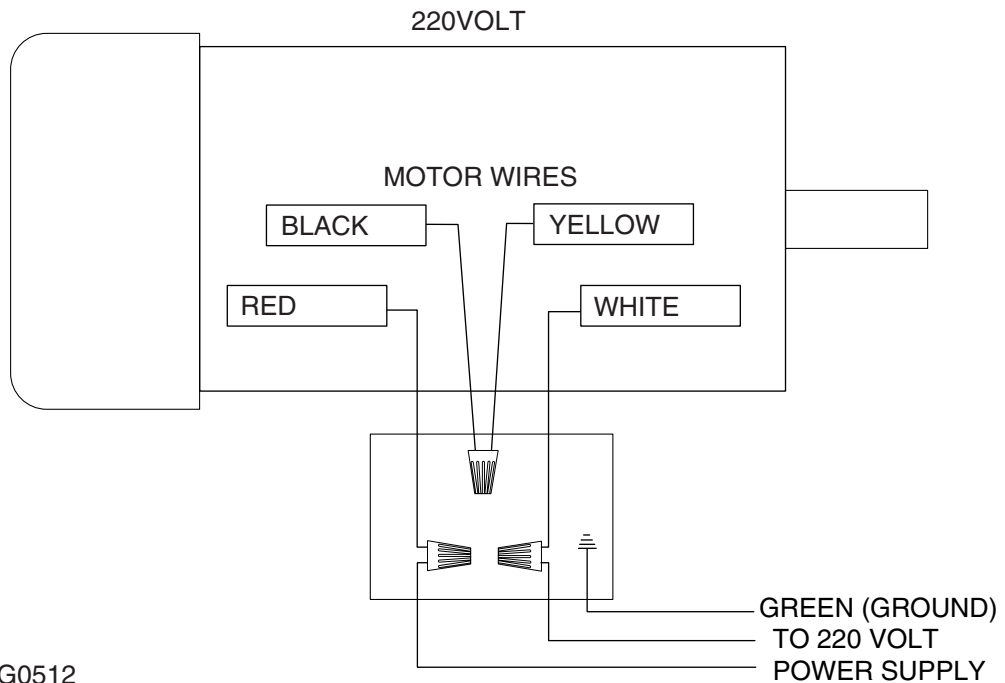 220VOLT
MOTOR WIRES
BLACK
YELLOW
RED
WHITE
GREEN (GROUND)
TO 220 VOLT
POWER SUPPLY
G0512